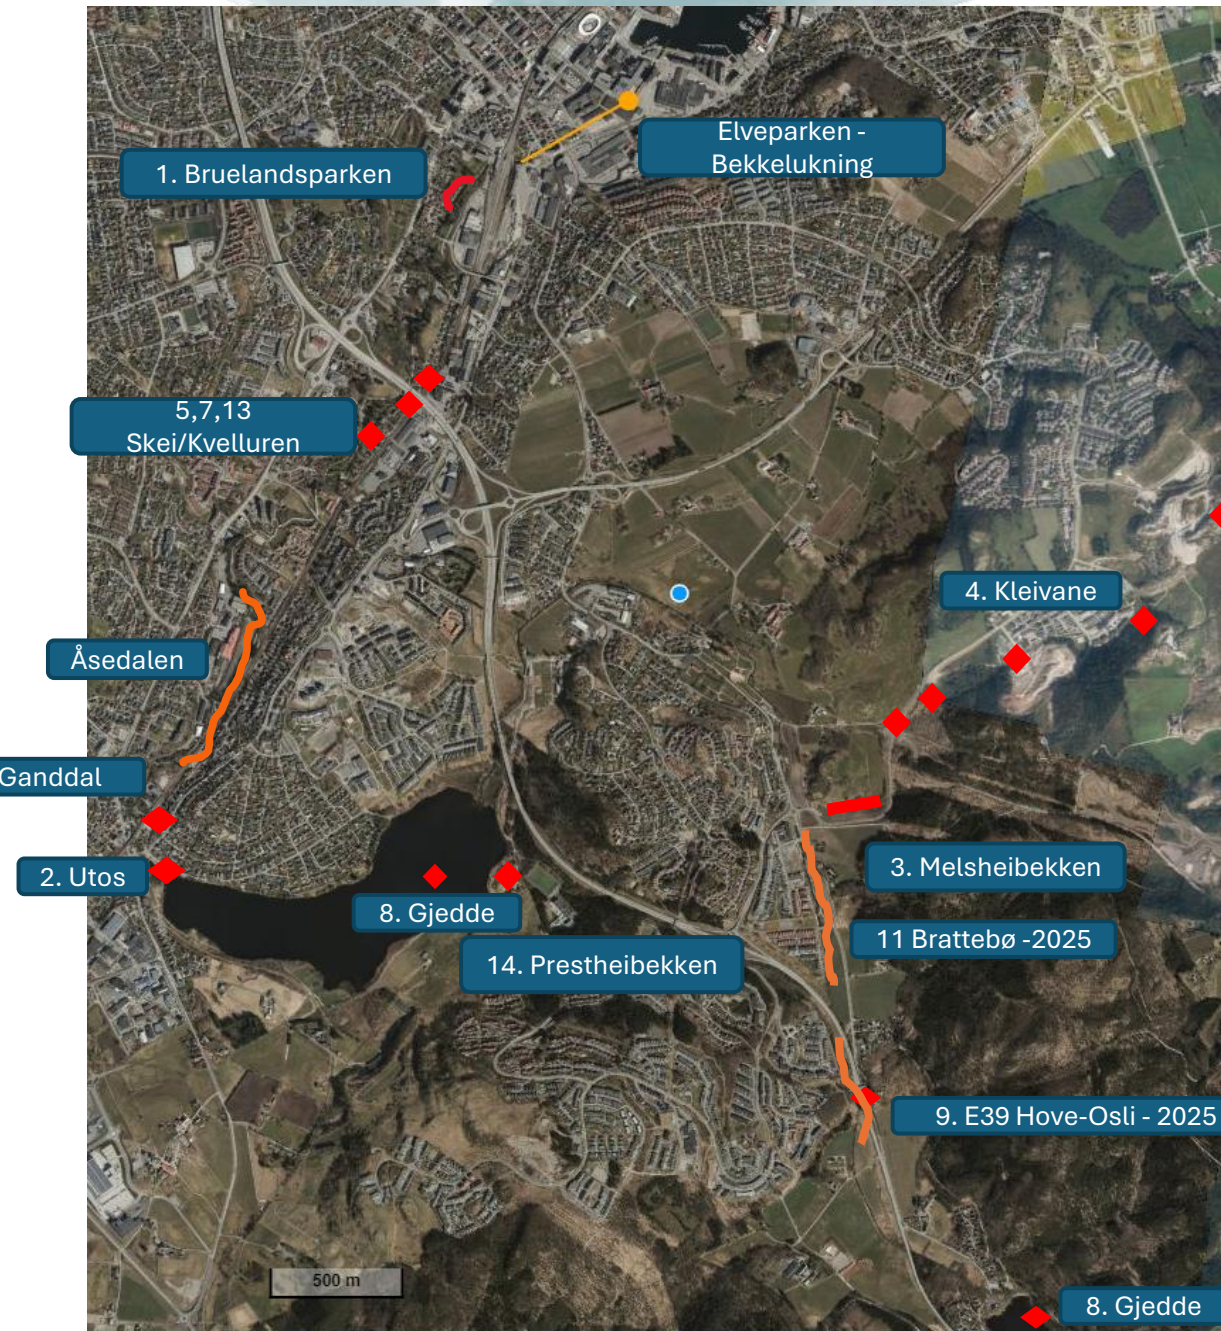 Elveparken -
Bekkelukning
1. Bruelandsparken
5,7,13
Skei/Kvelluren
4. Kleivane
Åsedalen
Ganddal
3. Melsheibekken
2. Utos
8. Gjedde
11 Brattebø -2025
14. Prestheibekken
9. E39 Hove-Osli - 2025
500 m
8. Gjedde